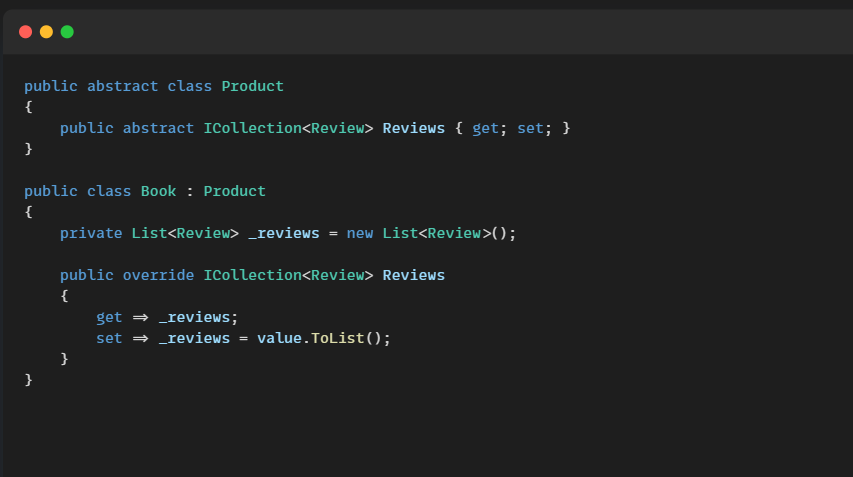 public abstract class Product
{
    public abstract ICollection<Review> Reviews { get; set; }
}

public class Book : Product
{
    private List<Review> _reviews = new List<Review>();

    public override ICollection<Review> Reviews
    {
        get => _reviews;
        set => _reviews = value.ToList();
    }
}